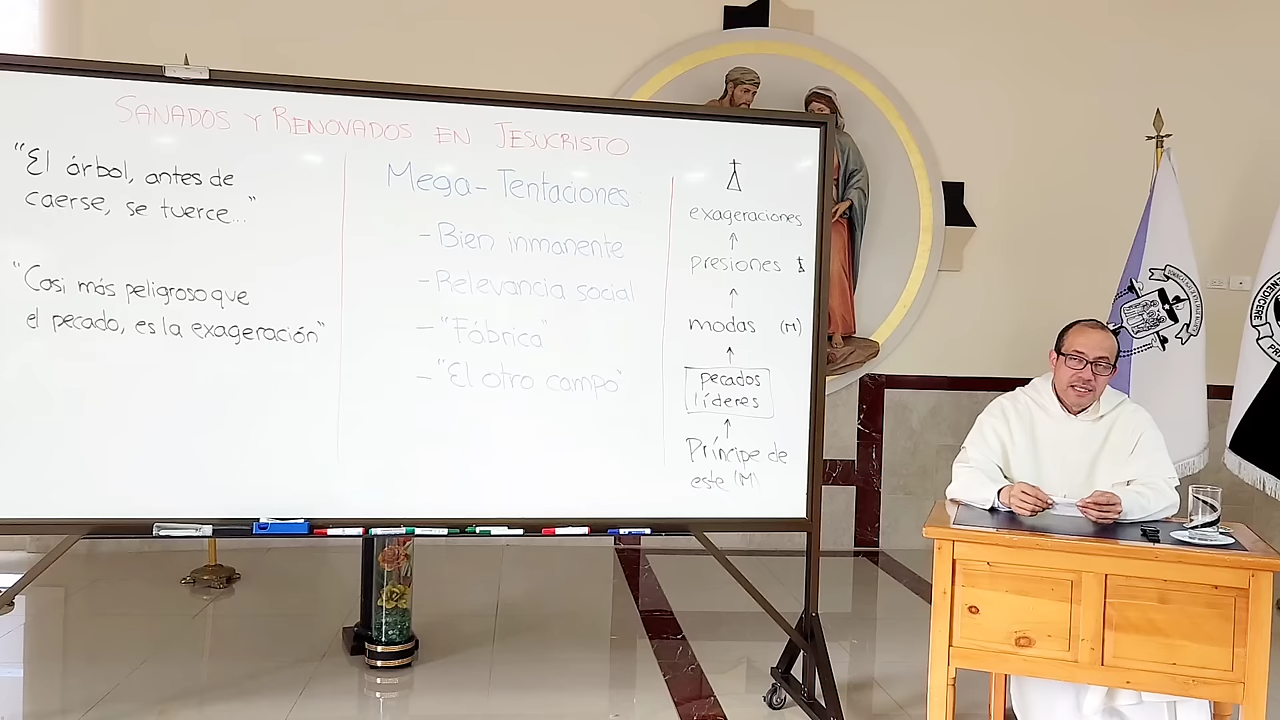 SANADOS Y RENOVADOS EN JESUCRISTO
"El árbol, antes de
caerse, se tuerce..."
"Casi más peligroso que
el pecado, es la exageración"
Mega-Tentaciones
- Bien inmanente
- Relevancia social
- "Fábrica"
- "El otro campo"
exageraciones
↑
presiones
↑
modas (M)
↑
pecados
líderes
↑
Príncipe de
este (M)